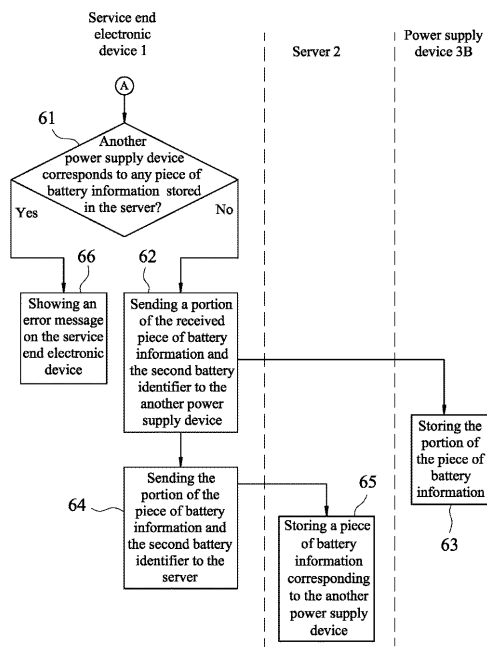 Service end
electronic
device 1
Server 2
Power supply
device 3B
A
61
Another
power supply device
corresponds to any piece of
battery information stored
in the server?
Yes
No
66
Showing an
error message
on the service
end electronic
device
62
Sending a portion
of the received
piece of battery
information and
the second battery
identifier to the
another power
supply device
Storing the
portion of
the piece of
battery
information
63
64
Sending the
portion of the
piece of battery
information and
the second battery
identifier to the
server
65
Storing a piece
of battery
information
corresponding
to the another
power supply
device